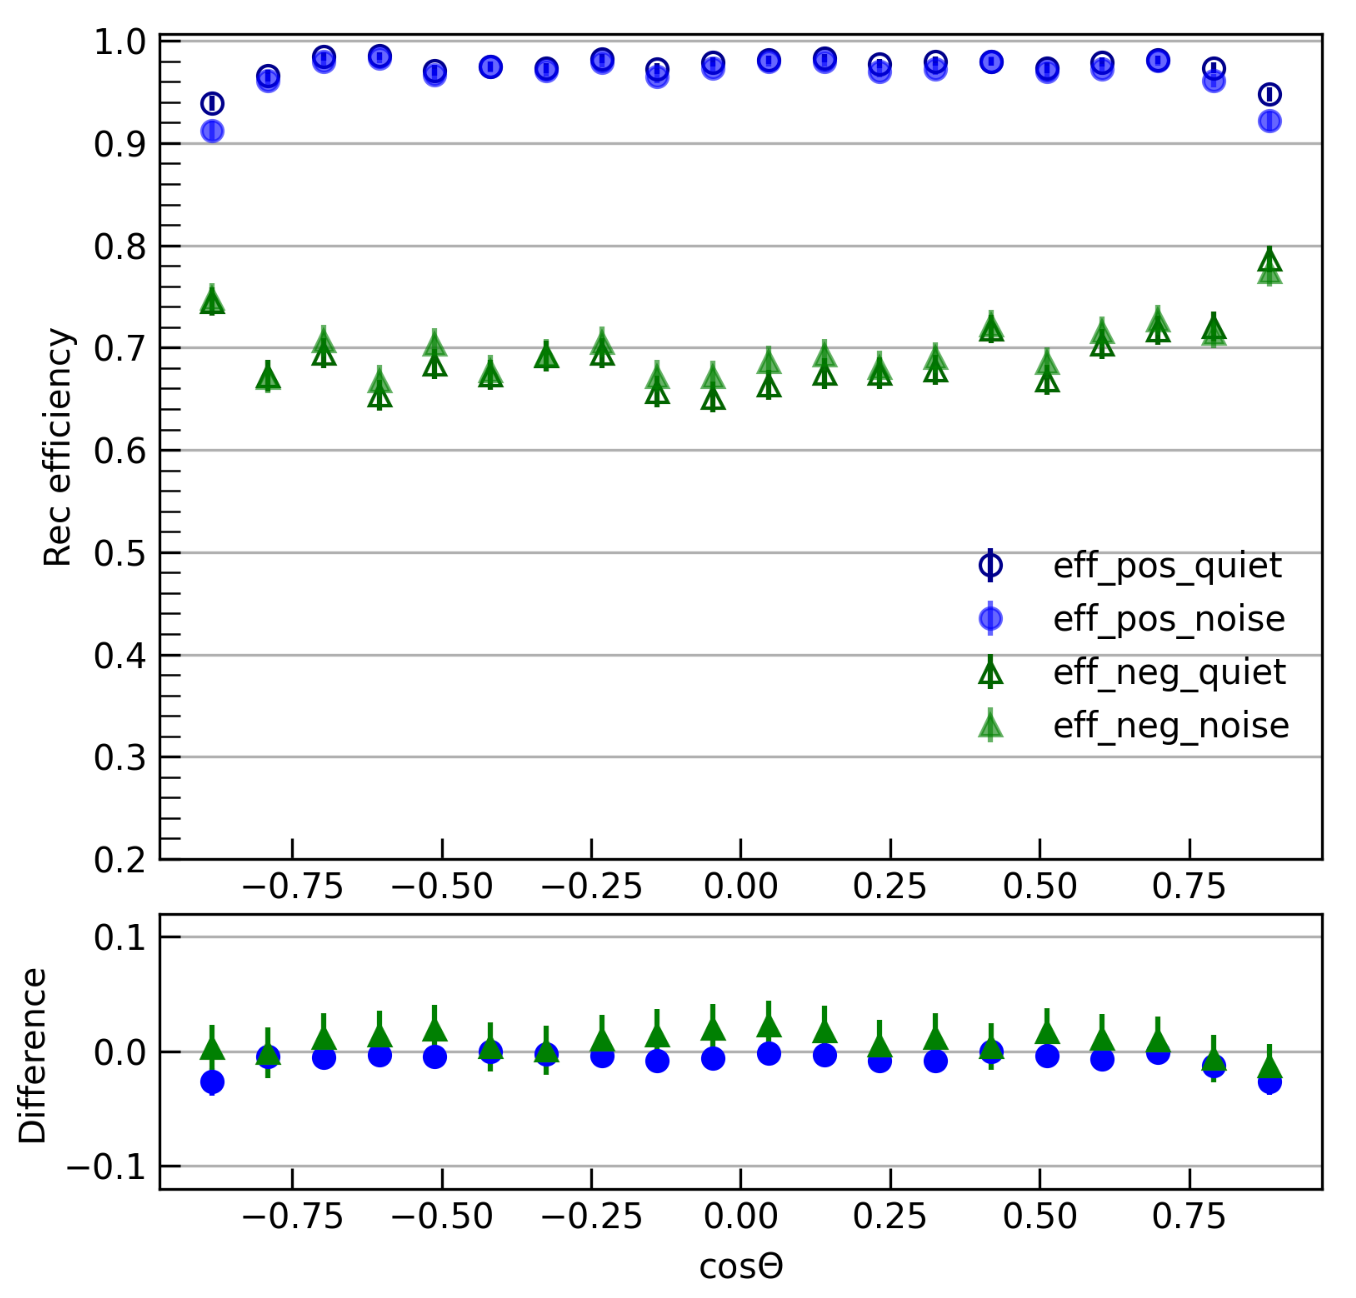 1.0
0.9
0.8
0.7
0.6
0.5
0.4
0.3
0.2
Rec efficiency
eff_pos_quiet
eff_pos_noise
eff_neg_quiet
eff_neg_noise
−0.75 −0.50 −0.25 0.00 0.25 0.50 0.75
0.1
0.0
−0.1
Difference
−0.75 −0.50 −0.25 0.00 0.25 0.50 0.75
cosΘ